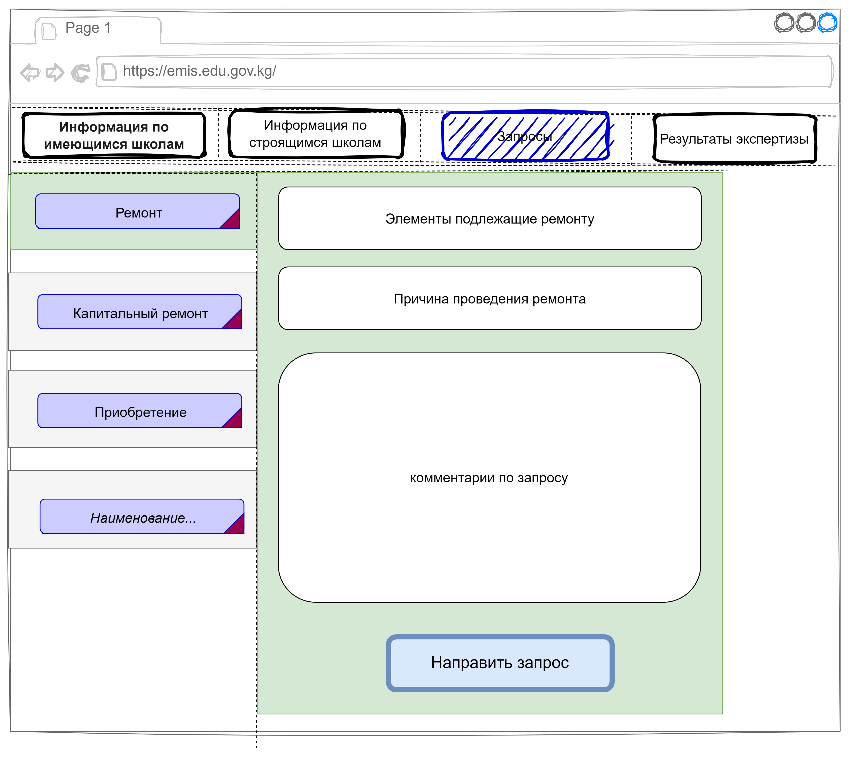 Page 1
https://emis.edu.gov.kg/
Информация по
имеющимся школам
Информация по
строящимся школам
Запросы
Результаты экспертизы
Ремонт
Капитальный ремонт
Приобретение
Наименование...
Элементы подлежащие ремонту
Причина проведения ремонта
комментарии по запросу
Направить запрос